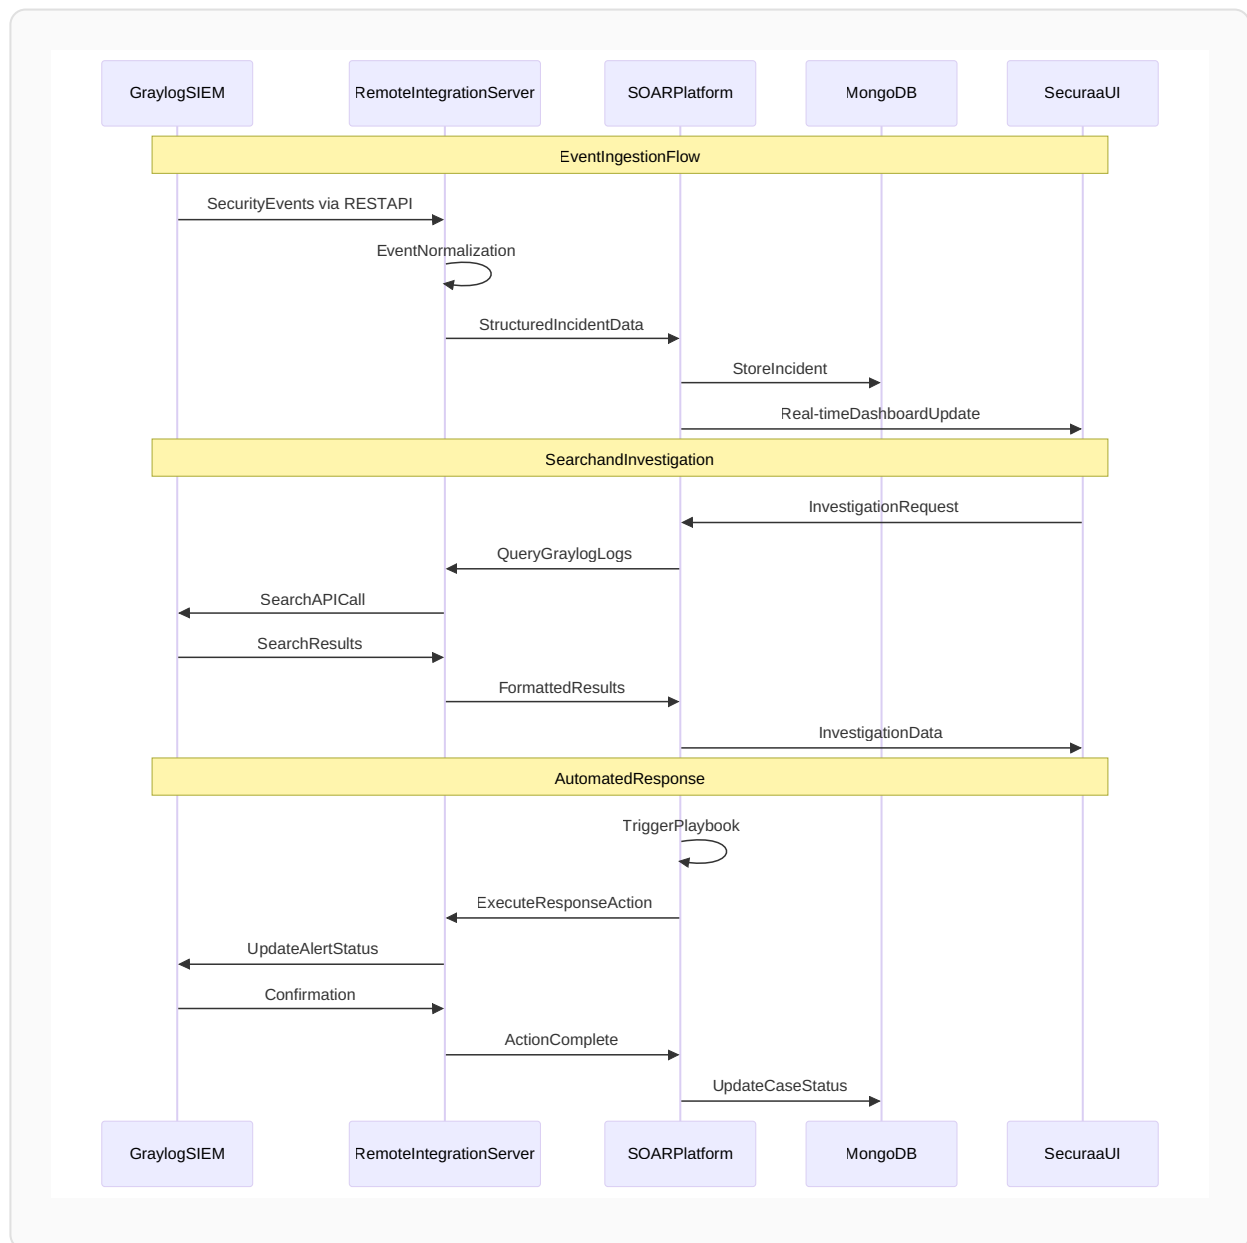 GraylogSIEM
RemoteIntegrationServer
SOARPlatform
MongoDB
SecuraaUI
EventIngestionFlow
SecurityEvents via RESTAPI
EventNormalization
StructuredIncidentData
StoreIncident
Real-timeDashboardUpdate
SearchandInvestigation
InvestigationRequest
QueryGraylogLogs
SearchAPICall
SearchResults
FormattedResults
InvestigationData
AutomatedResponse
TriggerPlaybook
ExecuteResponseAction
UpdateAlertStatus
Confirmation
ActionComplete
UpdateCaseStatus
GraylogSIEM
RemoteIntegrationServer
SOARPlatform
MongoDB
SecuraaUI